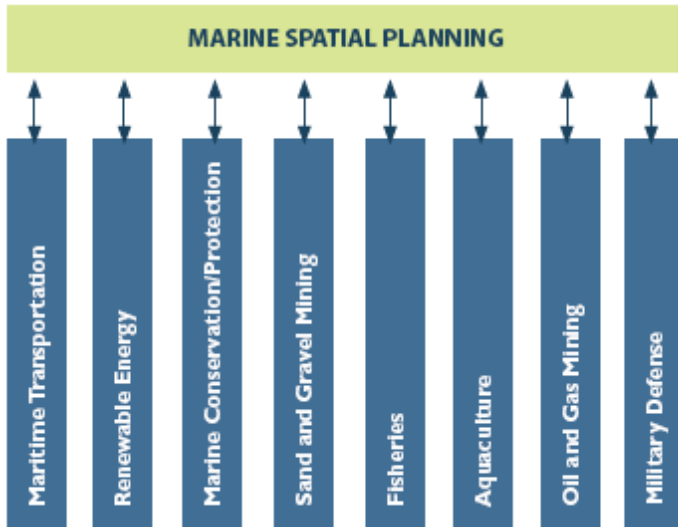 MARINE SPATIAL PLANNING
Maritime Transportation
Renewable Energy
Marine Conservation/Protection
Sand and Gravel Mining
Fisheries
Aquaculture
Oil and Gas Mining
Military Defense